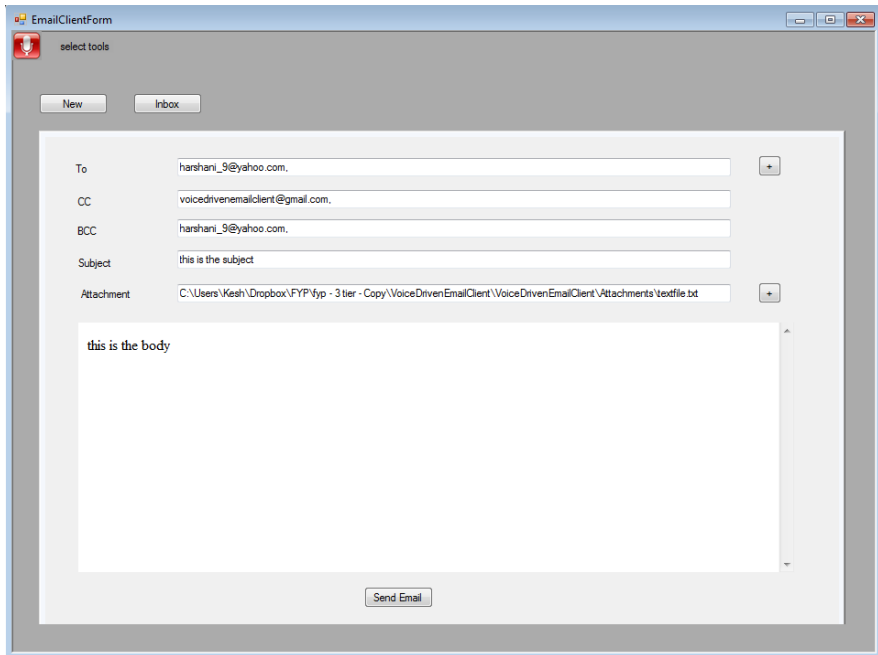 EmailClientForm
select tools
New Inbox
To harshani_9@yahoo.com, +
CC voicedrivenemailclient@gmail.com,
BCC harshani_9@yahoo.com,
Subject this is the subject
Attachment C:\Users\Kesh\Dropbox\FYP\fyp - 3 tier - Copy\VoiceDrivenEmailClient\VoiceDrivenEmailClient\Attachments\textfile.txt +
this is the body
Send Email